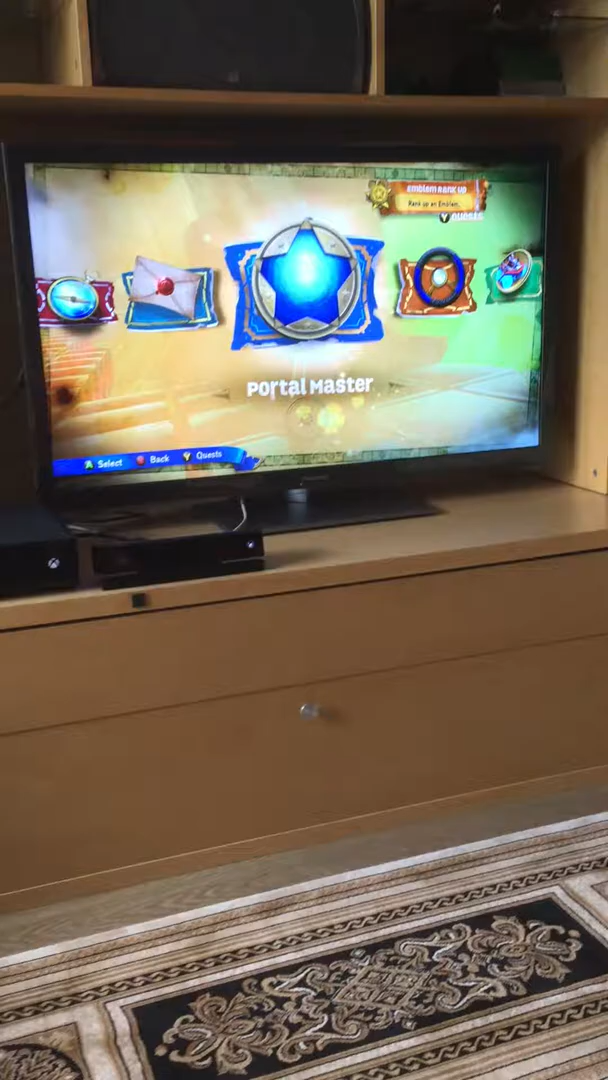 Emblem Rank Up
Rank up an Emblem.
Y Quests
Portal Master
A Select B Back Y Quests